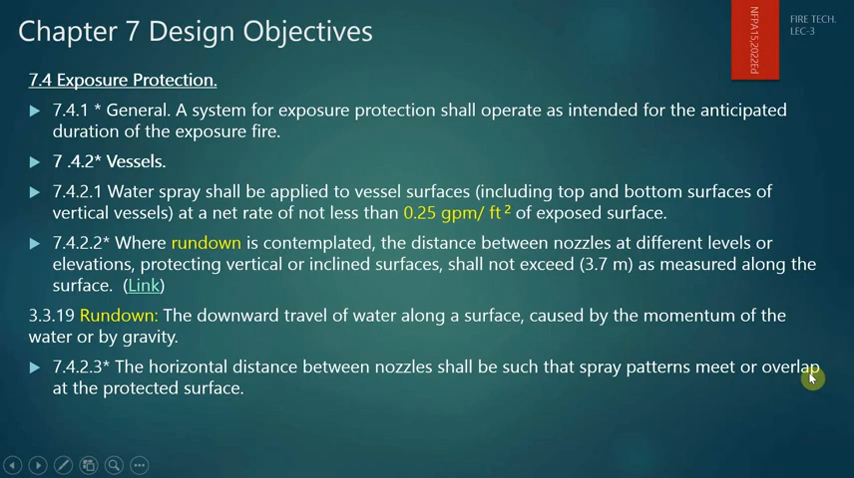 Chapter 7 Design Objectives
NFPA15,2022Ed
FIRE TECH.
LEC-3
7.4 Exposure Protection.
7.4.1 * General. A system for exposure protection shall operate as intended for the anticipated
duration of the exposure fire.
7 .4.2* Vessels.
7.4.2.1 Water spray shall be applied to vessel surfaces (including top and bottom surfaces of
vertical vessels) at a net rate of not less than 0.25 gpm/ ft ² of exposed surface.
7.4.2.2* Where rundown is contemplated, the distance between nozzles at different levels or
elevations, protecting vertical or inclined surfaces, shall not exceed (3.7 m) as measured along the
surface. (Link)
3.3.19 Rundown: The downward travel of water along a surface, caused by the momentum of the
water or by gravity.
7.4.2.3* The horizontal distance between nozzles shall be such that spray patterns meet or overlap
at the protected surface.